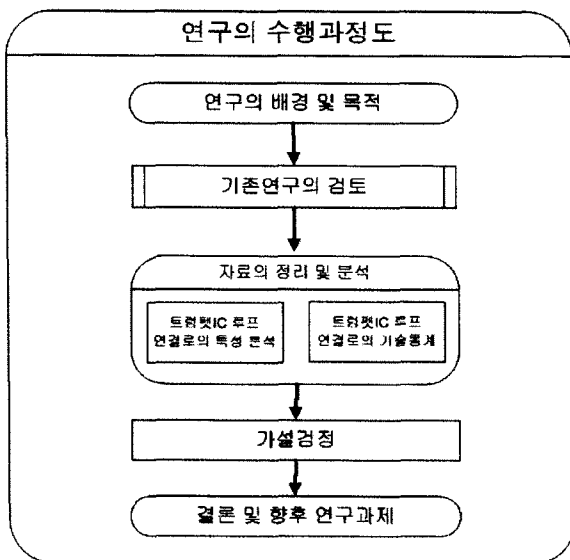 연구의 수행과정도
연구의 배경 및 목적
기존연구의 검토
자료의 정리 및 분석
트럼펫IC 루프
연결로의 특성 분석
트럼펫IC 루프
연결로의 기술통계
가설검정
결론 및 향후 연구과제